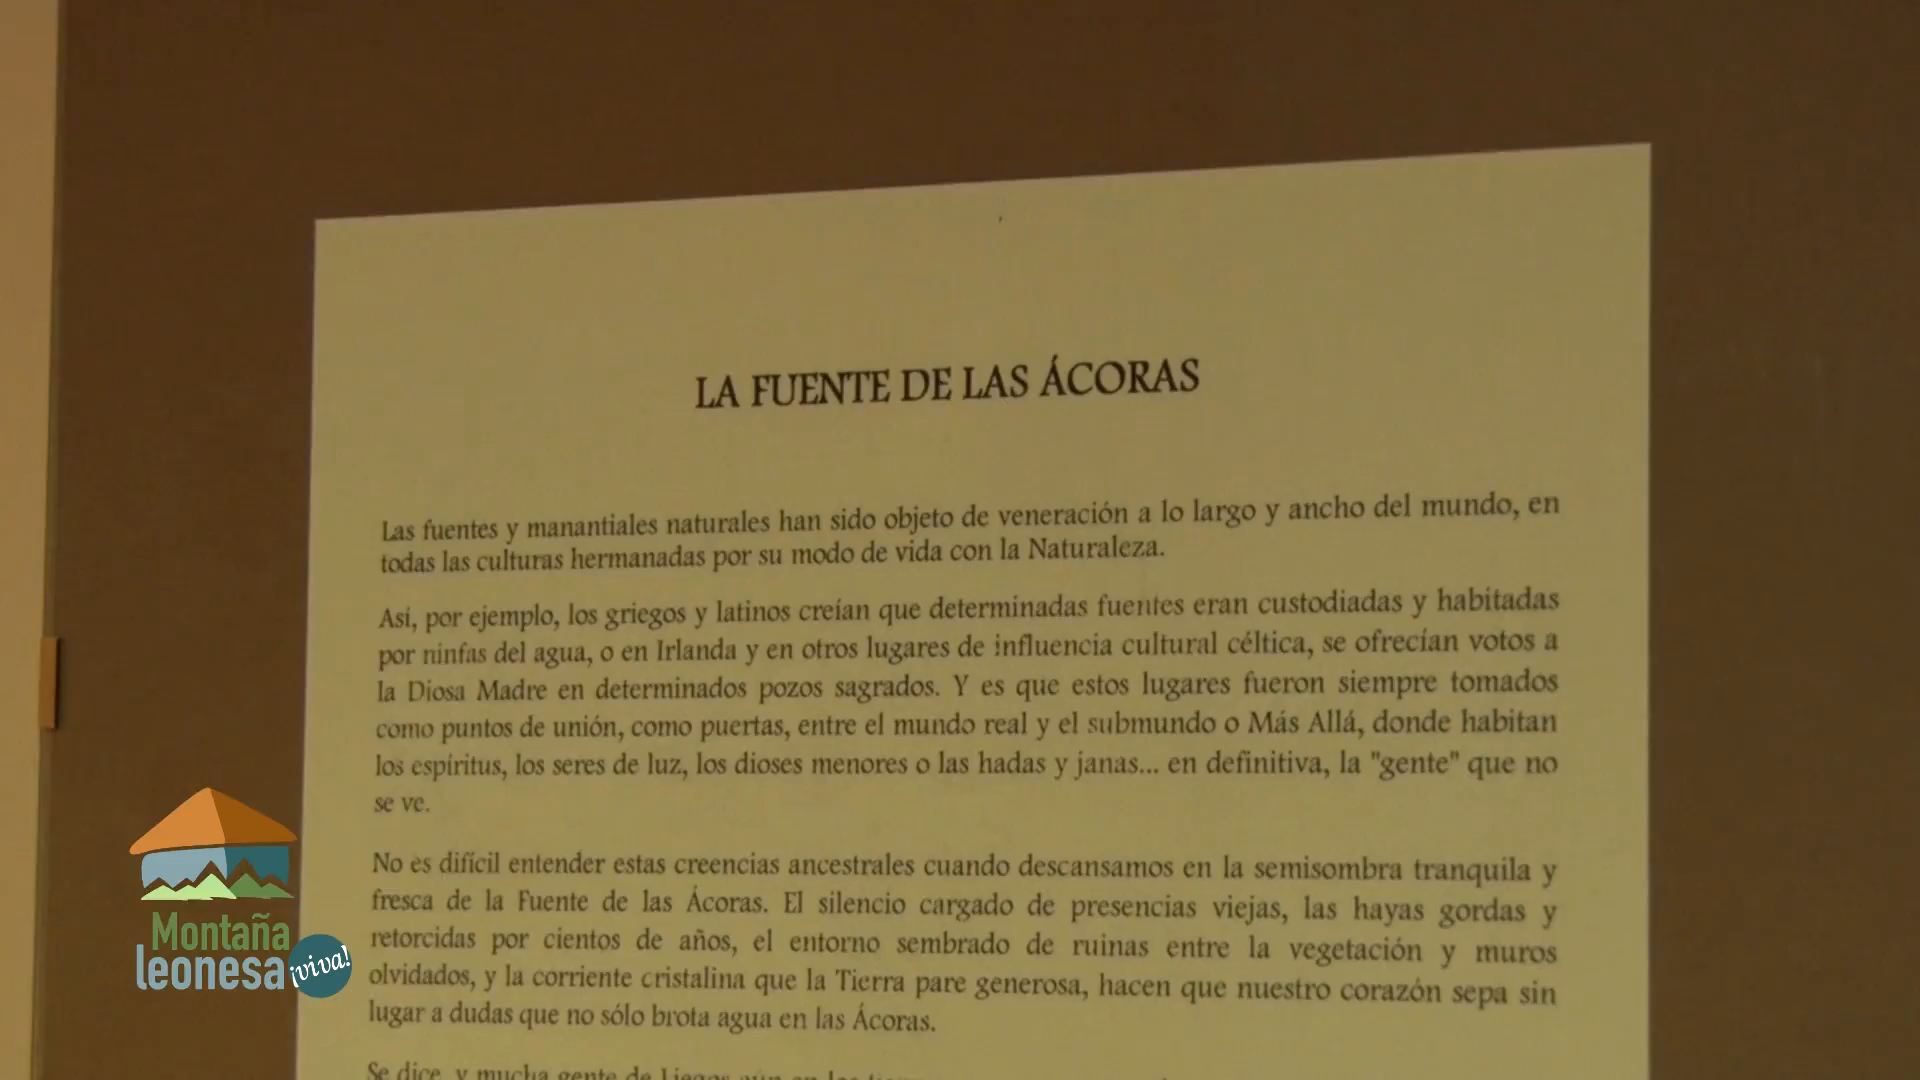 LA FUENTE DE LAS ÁCORAS
Las fuentes y manantiales naturales han sido objeto de veneración a lo largo y ancho del mundo, en
todas las culturas hermanadas por su modo de vida con la Naturaleza.
Así, por ejemplo, los griegos y latinos creían que determinadas fuentes eran custodiadas y habitadas
por ninfas del agua, o en Irlanda y en otros lugares de influencia cultural céltica, se ofrecían votos a
la Diosa Madre en determinados pozos sagrados. Y es que estos lugares fueron siempre tomados
como puntos de unión, como puertas, entre el mundo real y el submundo o Más Allá, donde habitan
los espíritus, los seres de luz, los dioses menores o las hadas y janas... en definitiva, la "gente" que no
se ve.
No es difícil entender estas creencias ancestrales cuando descansamos en la semisombra tranquila y
fresca de la Fuente de las Ácoras. El silencio cargado de presencias viejas, las hayas gordas y
retorcidas por cientos de años, el entorno sembrado de ruinas entre la vegetación y muros
olvidados, y la corriente cristalina que la Tierra pare generosa, hacen que nuestro corazón sepa sin
lugar a dudas que no sólo brota agua en las Ácoras.
Se dice, y mucha gente de
Montaña
leonesa
¡viva!